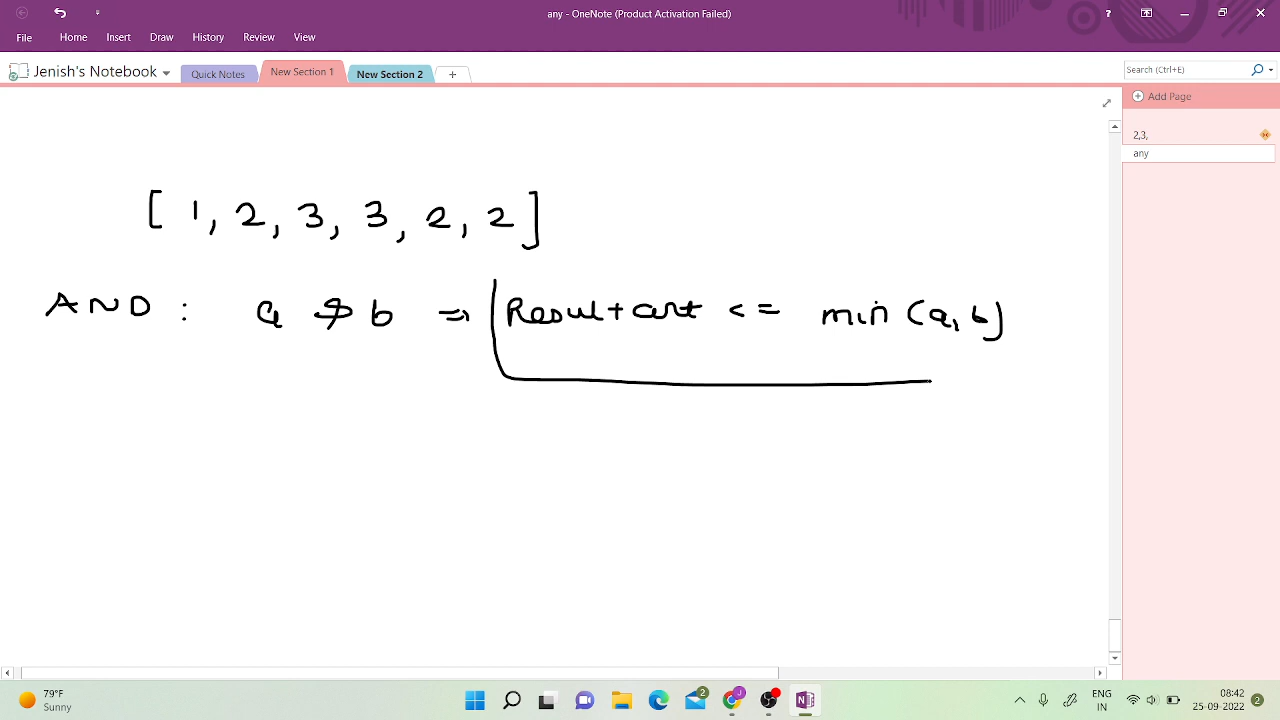 any - OneNote (Product Activation Failed)
File Home Insert Draw History Review View
Jenish's Notebook Quick Notes New Section 1 New Section 2 +
Search (Ctrl+E)
Add Page
2,3,
any
[ 1, 2, 3, 3, 2, 2 ]
AND : a & b => Resultant <= min (a, b)
79°F
Sunny
2
ENG
IN
08:42
25-09-2022
2